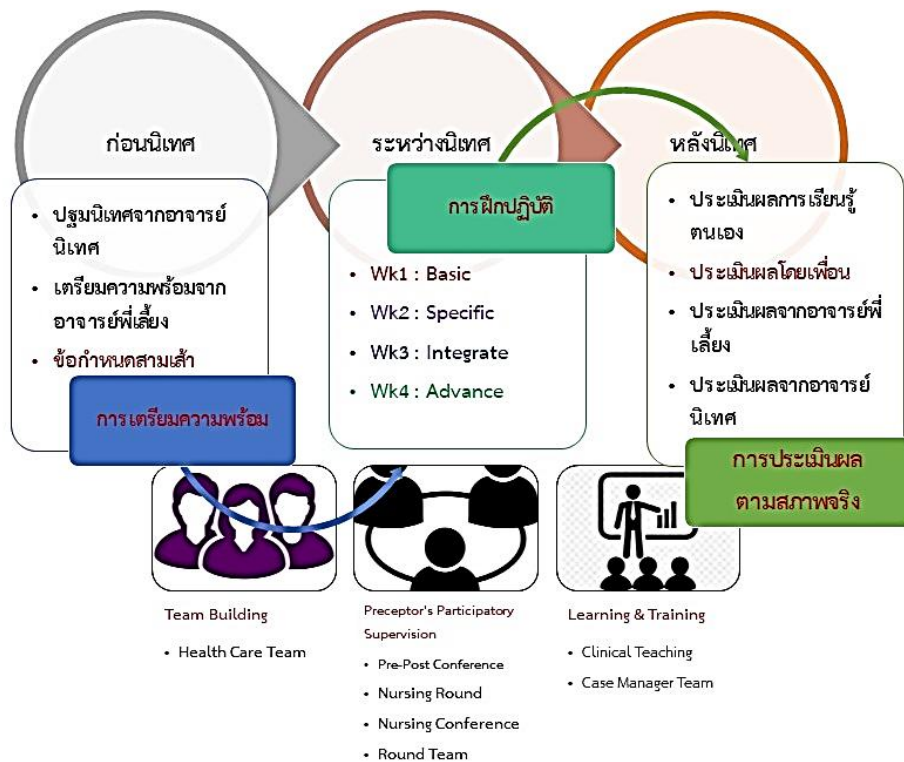 ก่อนนิเทศ
• ปฐมนิเทศจากอาจารย์
นิเทศ
• เตรียมความพร้อมจาก
อาจารย์พี่เลี้ยง
• ข้อกำหนดสามเส้า
การเตรียมความพร้อม
ระหว่างนิเทศ
การฝึกปฏิบัติ
• Wk1 : Basic
• Wk2 : Specific
• Wk3 : Integrate
• Wk4 : Advance
หลังนิเทศ
• ประเมินผลการเรียนรู้
ตนเอง
• ประเมินผลโดยเพื่อน
• ประเมินผลจากอาจารย์พี่
เลี้ยง
• ประเมินผลจากอาจารย์
นิเทศ
การประเมินผล
ตามสภาพจริง
Team Building
• Health Care Team
Preceptor's Participatory
Supervision
• Pre-Post Conference
• Nursing Round
• Nursing Conference
• Round Team
Learning & Training
• Clinical Teaching
• Case Manager Team